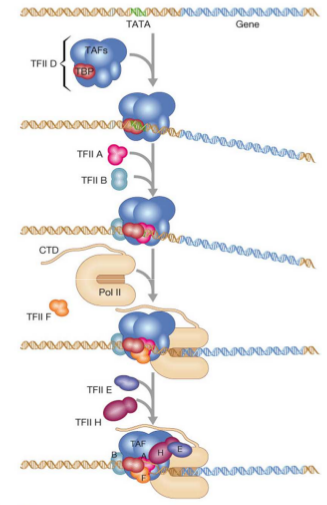 TATA
Gene
TFII D
TAFs
TBP
TFII A
TFII B
CTD
Pol II
TFII F
TFII E
TFII H
TAF
B
A
H
E
F